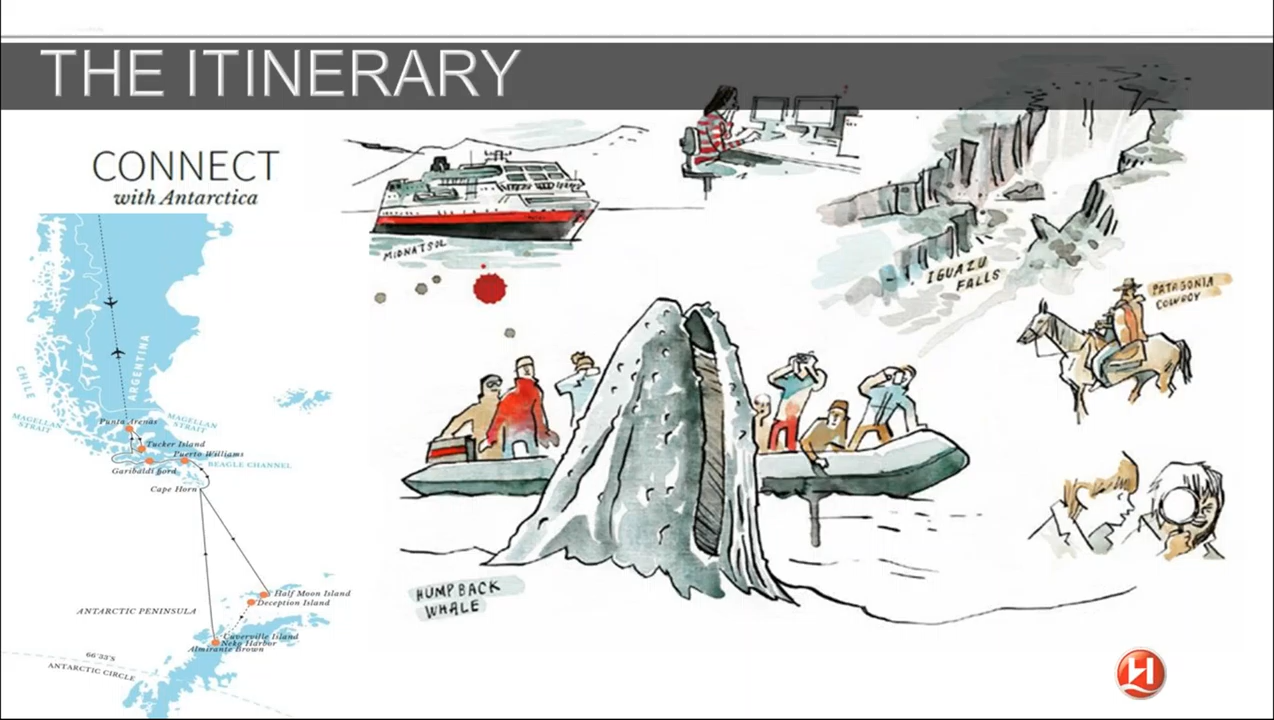 THE ITINERARY
CONNECT
with Antarctica
MIDNATSOL
IGUAZU
FALLS
PATAGONIA
COWBOY
ARGENTINA
CHILE
MAGELLAN
STRAIT
MAGELLAN
STRAIT
Punta Arenas
Tucker Island
Puerto Williams
Garibaldi Fjord
BEAGLE CHANNEL
Cape Horn
HUMPBACK
WHALE
Half Moon Island
Deception Island
ANTARCTIC PENINSULA
Cuverville Island
Neko Harbor
Almirante Brown
66°33'S
ANTARCTIC CIRCLE
H